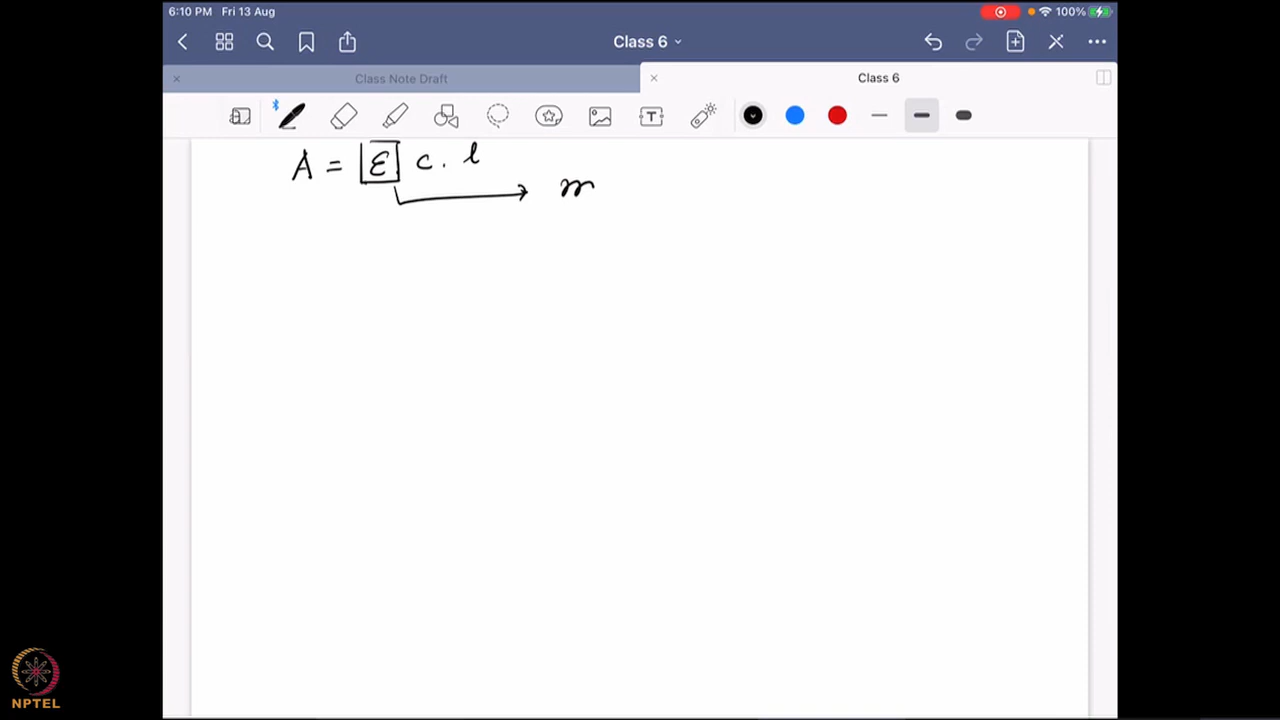 6:10 PM Fri 13 Aug 100%
Class 6
Class Note Draft Class 6
T
A = ε c . l
m
NPTEL